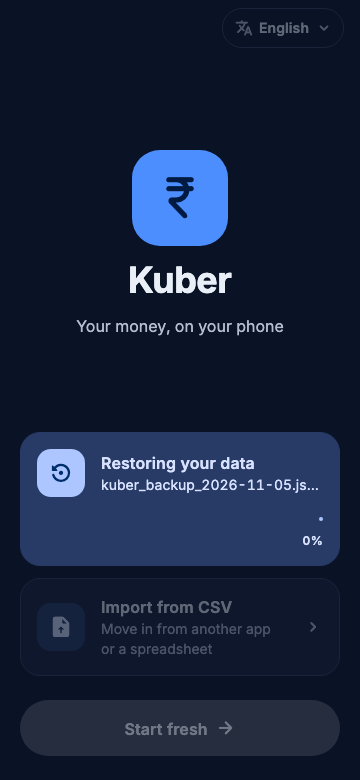 English
₹
Kuber
Your money, on your phone
Restoring your data
kuber_backup_2026-11-05.js...
0%
Import from CSV
Move in from another app
or a spreadsheet
Start fresh